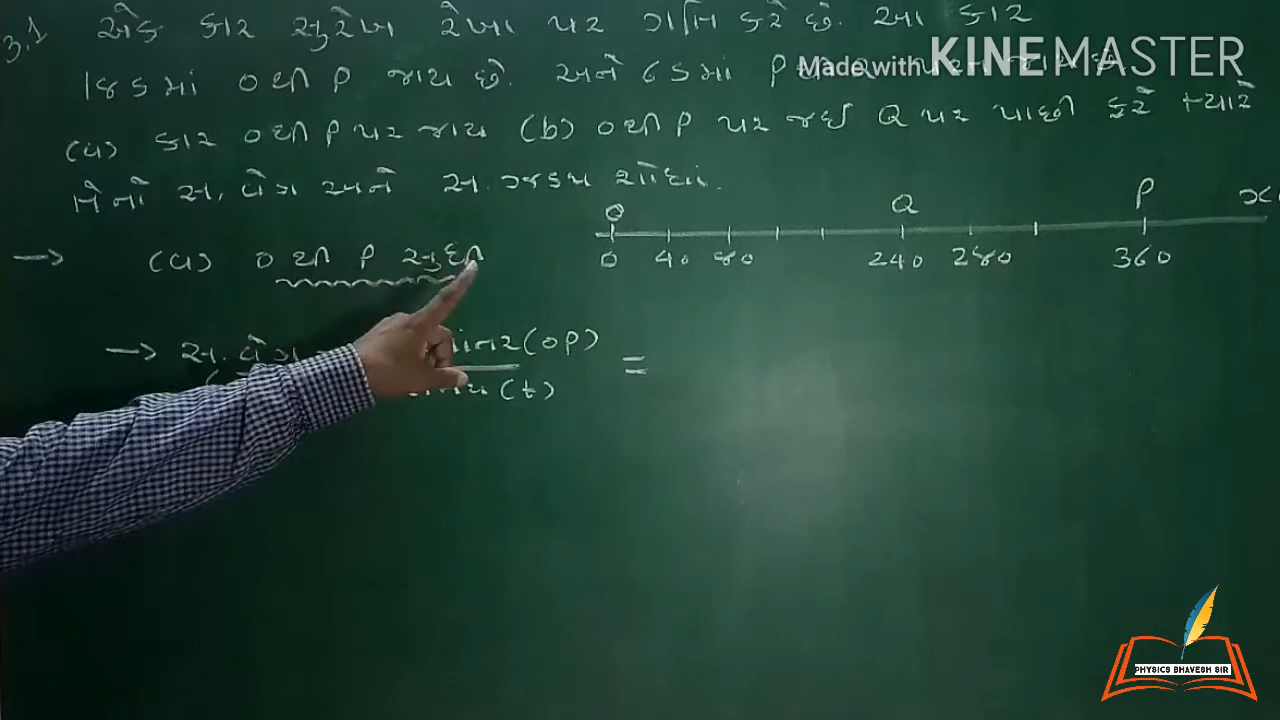 3.1 એક કાર સુરેખ રેખા પર ગતિ કરે છે. આ કાર
18 s માં O થી P જાય છે. અને 6 s માં P
Made with KINEMASTER
(a) કાર O થી P પર જાય (b) O થી P પર જઈ Q પર પાછી ફરે ત્યારે
તેનો સ. વેગ અને સ. ઝડપ શોધો.
O Q P x
0 40 80 240 280 360
→ (a) O થી P સુધી
→ સ. વેગ (OP) =
(t)
PHYSICS BHAVESH SIR